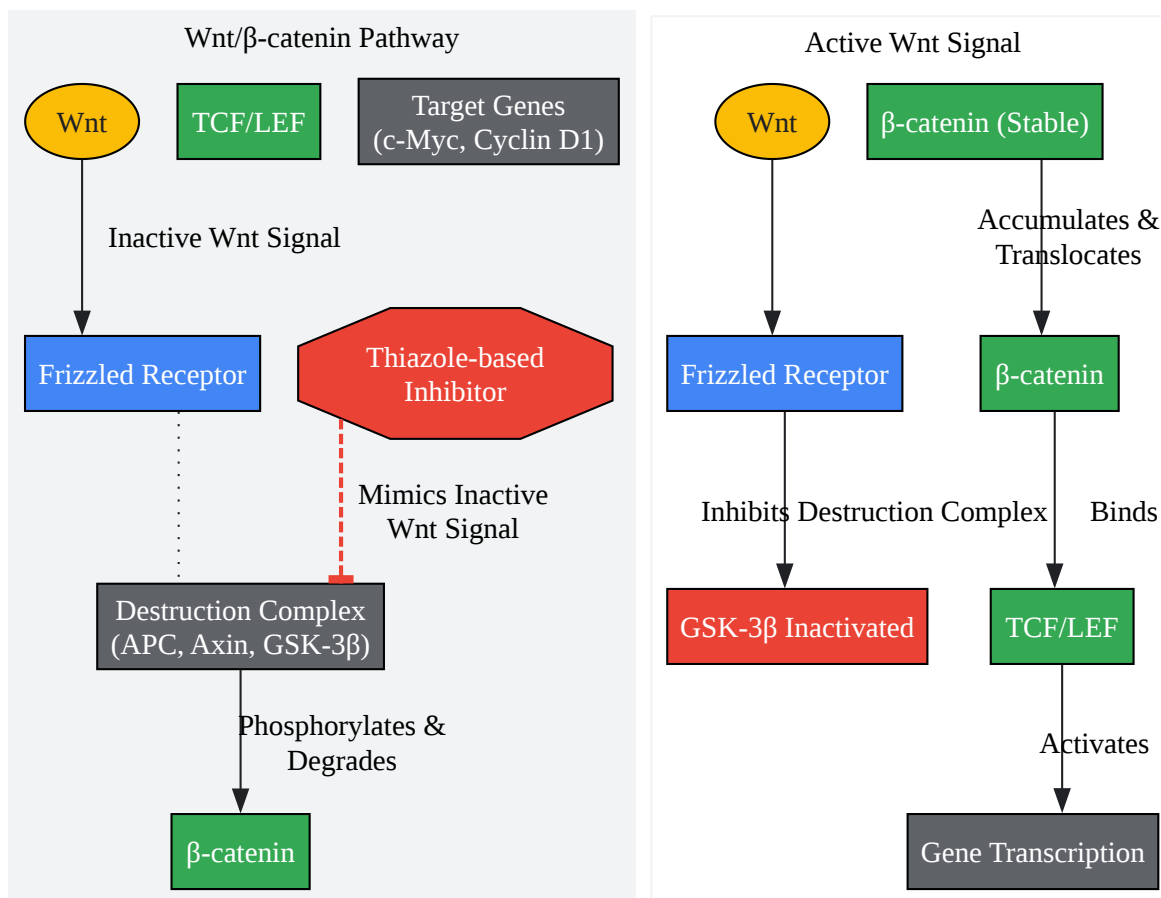 Wnt/β-catenin Pathway
Wnt
TCF/LEF
Target Genes
(c-Myc, Cyclin D1)
Inactive Wnt Signal
Frizzled Receptor
Thiazole-based
Inhibitor
Mimics Inactive
Wnt Signal
Destruction Complex
(APC, Axin, GSK-3β)
Phosphorylates &
Degrades
β-catenin
Active Wnt Signal
Wnt
β-catenin (Stable)
Accumulates &
Translocates
Frizzled Receptor
β-catenin
Inhibits Destruction Complex
Binds
GSK-3β Inactivated
TCF/LEF
Activates
Gene Transcription